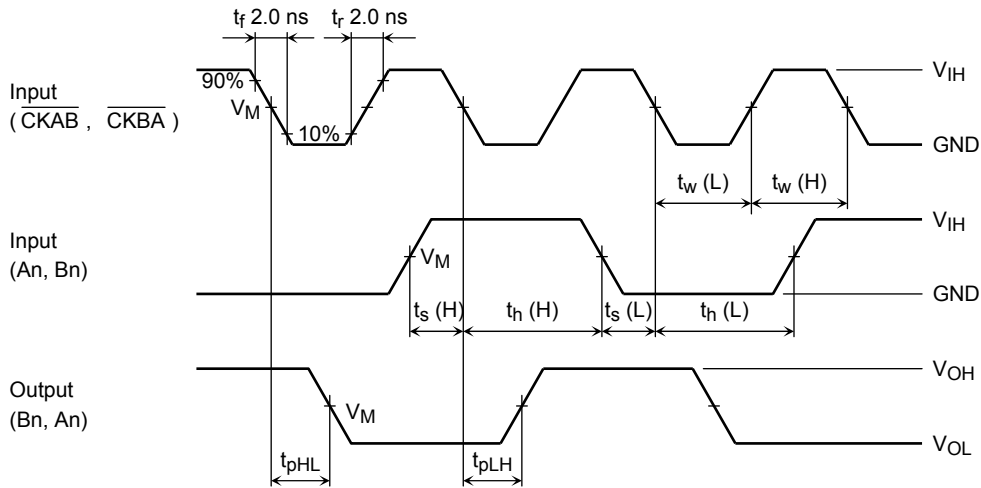 tf 2.0 ns
tr 2.0 ns
90%
VM
10%
Input
( CKAB , CKBA )
VIH
GND
tw (L)
tw (H)
Input
(An, Bn)
VM
VIH
GND
ts (H)
th (H)
ts (L)
th (L)
Output
(Bn, An)
VM
VOH
VOL
tpHL
tpLH